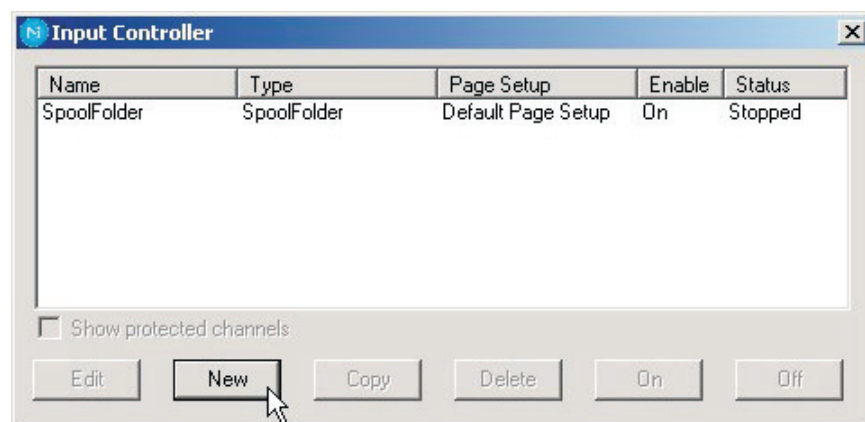 Input Controller
Name Type Page Setup Enable Status
SpoolFolder SpoolFolder Default Page Setup On Stopped
Show protected channels
Edit New Copy Delete On Off